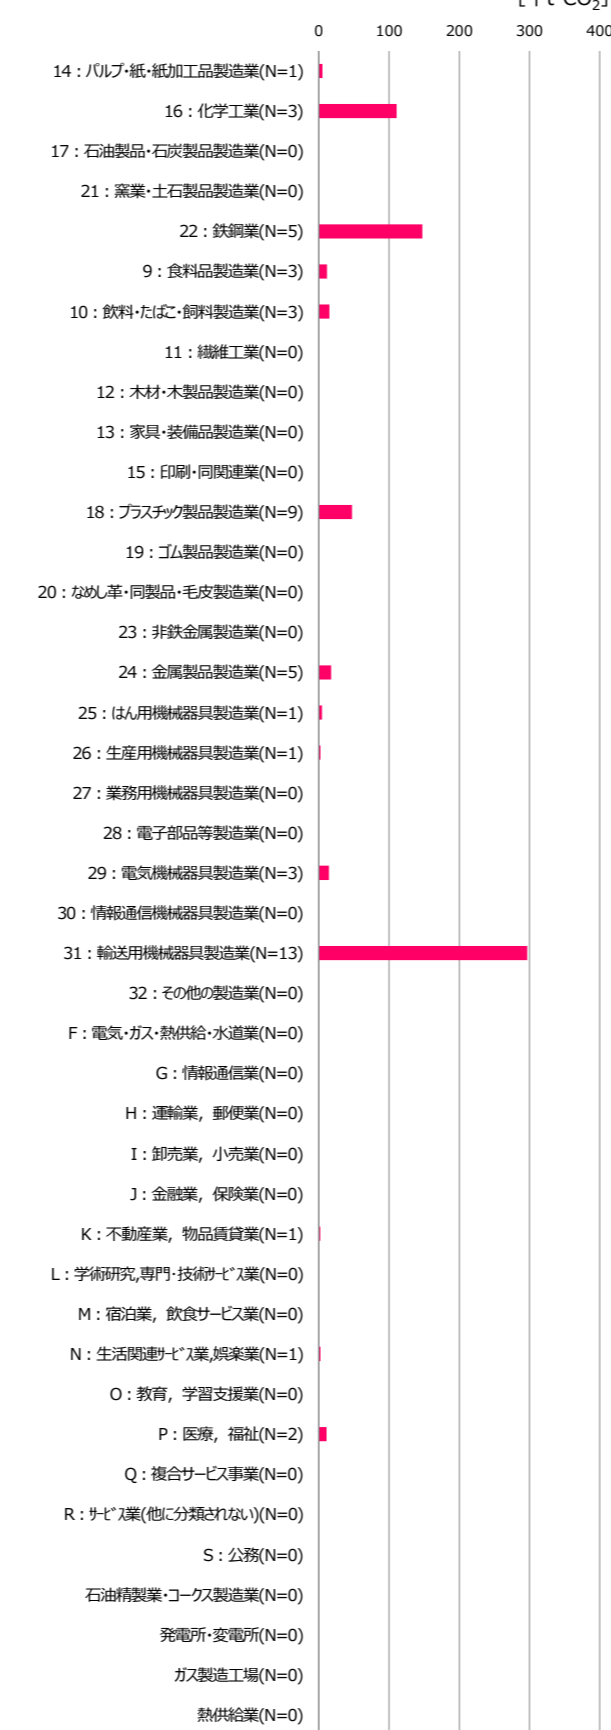 [千t-CO2]
0 100 200 300 400
14：パルプ・紙・紙加工品製造業(N=1)
16：化学工業(N=3)
17：石油製品・石炭製品製造業(N=0)
21：窯業・土石製品製造業(N=0)
22：鉄鋼業(N=5)
9：食料品製造業(N=3)
10：飲料・たばこ・飼料製造業(N=3)
11：繊維工業(N=0)
12：木材・木製品製造業(N=0)
13：家具・装備品製造業(N=0)
15：印刷・同関連業(N=0)
18：プラスチック製品製造業(N=9)
19：ゴム製品製造業(N=0)
20：なめし革・同製品・毛皮製造業(N=0)
23：非鉄金属製造業(N=0)
24：金属製品製造業(N=5)
25：はん用機械器具製造業(N=1)
26：生産用機械器具製造業(N=1)
27：業務用機械器具製造業(N=0)
28：電子部品等製造業(N=0)
29：電気機械器具製造業(N=3)
30：情報通信機械器具製造業(N=0)
31：輸送用機械器具製造業(N=13)
32：その他の製造業(N=0)
F：電気・ガス・熱供給・水道業(N=0)
G：情報通信業(N=0)
H：運輸業，郵便業(N=0)
I：卸売業，小売業(N=0)
J：金融業，保険業(N=0)
K：不動産業，物品賃貸業(N=1)
L：学術研究,専門・技術ｻｰﾋﾞｽ業(N=0)
M：宿泊業，飲食サービス業(N=0)
N：生活関連ｻｰﾋﾞｽ業,娯楽業(N=1)
O：教育，学習支援業(N=0)
P：医療，福祉(N=2)
Q：複合サービス事業(N=0)
R：ｻｰﾋﾞｽ業(他に分類されない)(N=0)
S：公務(N=0)
石油精製業・コークス製造業(N=0)
発電所・変電所(N=0)
ガス製造工場(N=0)
熱供給業(N=0)